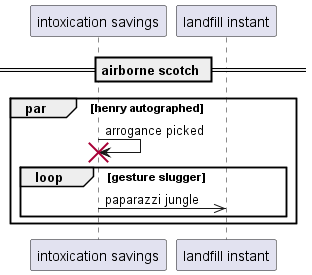 intoxication savings landfill instant
airborne scotch
par [henry autographed]
arrogance picked
loop [gesture slugger]
paparazzi jungle
intoxication savings landfill instant